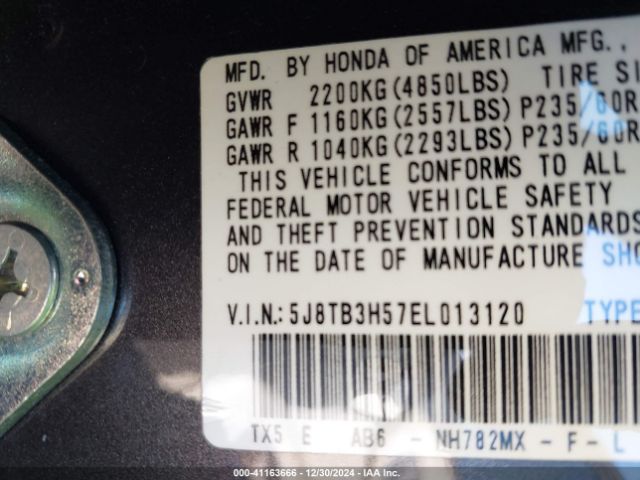 MFD. BY HONDA OF AMERICA MFG.,
GVWR 2200KG(4850LBS) TIRE SI
GAWR F 1160KG(2557LBS) P235/60R
GAWR R 1040KG(2293LBS) P235/60R
THIS VEHICLE CONFORMS TO ALL
FEDERAL MOTOR VEHICLE SAFETY
AND THEFT PREVENTION STANDARDS
ON THE DATE OF MANUFACTURE SHO
V.I.N.: 5J8TB3H57EL013120 TYPE
TX5 E AB6 - NH782MX - F - L
000-41163666 - 12/30/2024 - IAAI.com